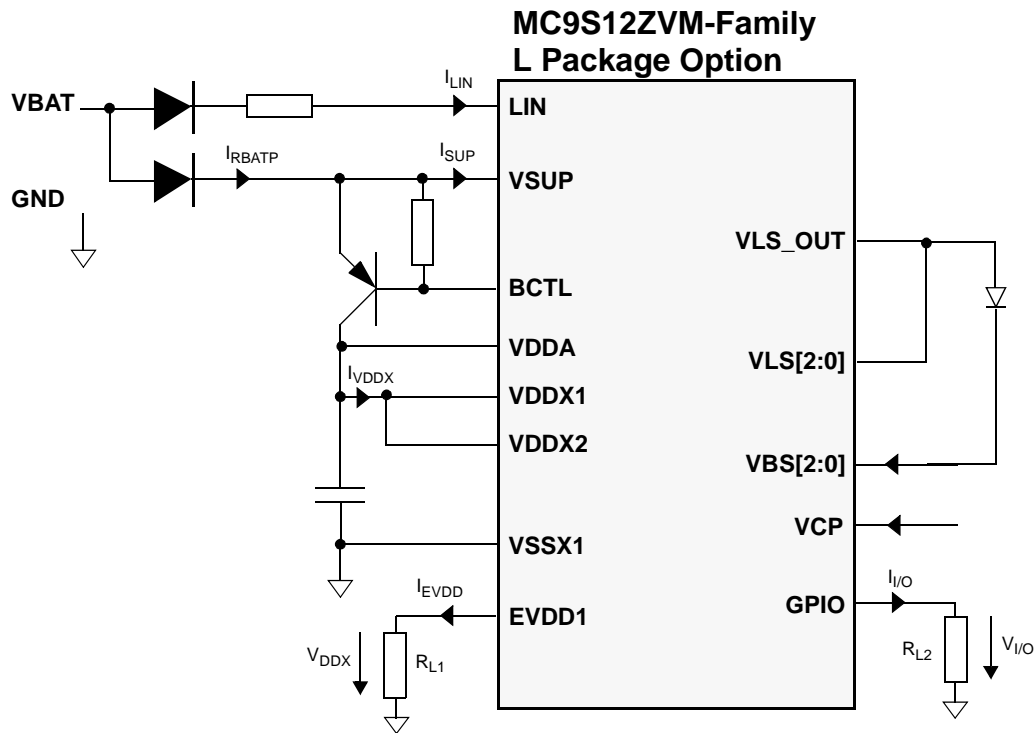 MC9S12ZVM-Family
L Package Option
VBAT
I_LIN
LIN
I_RBATP
I_SUP
VSUP
GND
VLS_OUT
BCTL
VDDA
VLS[2:0]
I_VDDX
VDDX1
VDDX2
VBS[2:0]
VCP
VSSX1
I_EVDD
I_I/O
EVDD1
GPIO
V_DDX
R_L1
R_L2
V_I/O